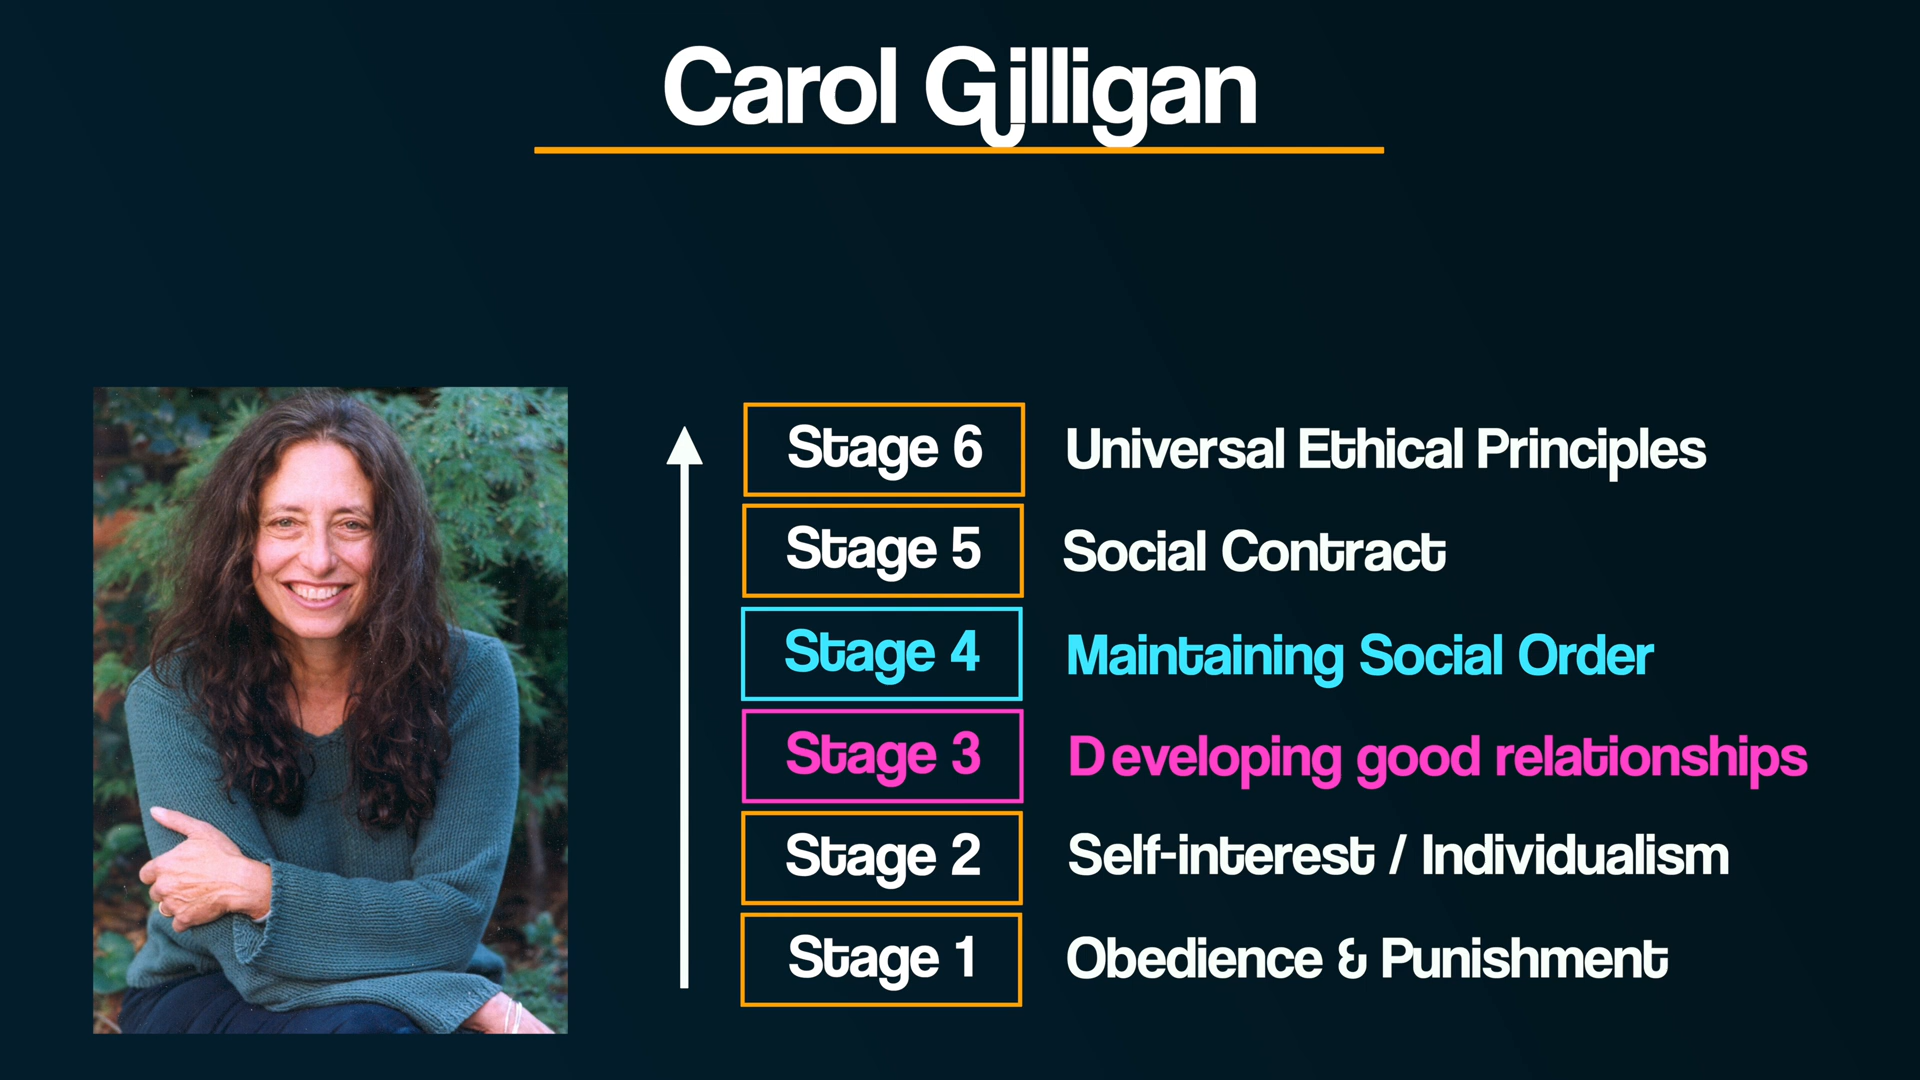 Carol Gilligan
Stage 6 Universal Ethical Principles
Stage 5 Social Contract
Stage 4 Maintaining Social Order
Stage 3 Developing good relationships
Stage 2 Self-interest / Individualism
Stage 1 Obedience & Punishment